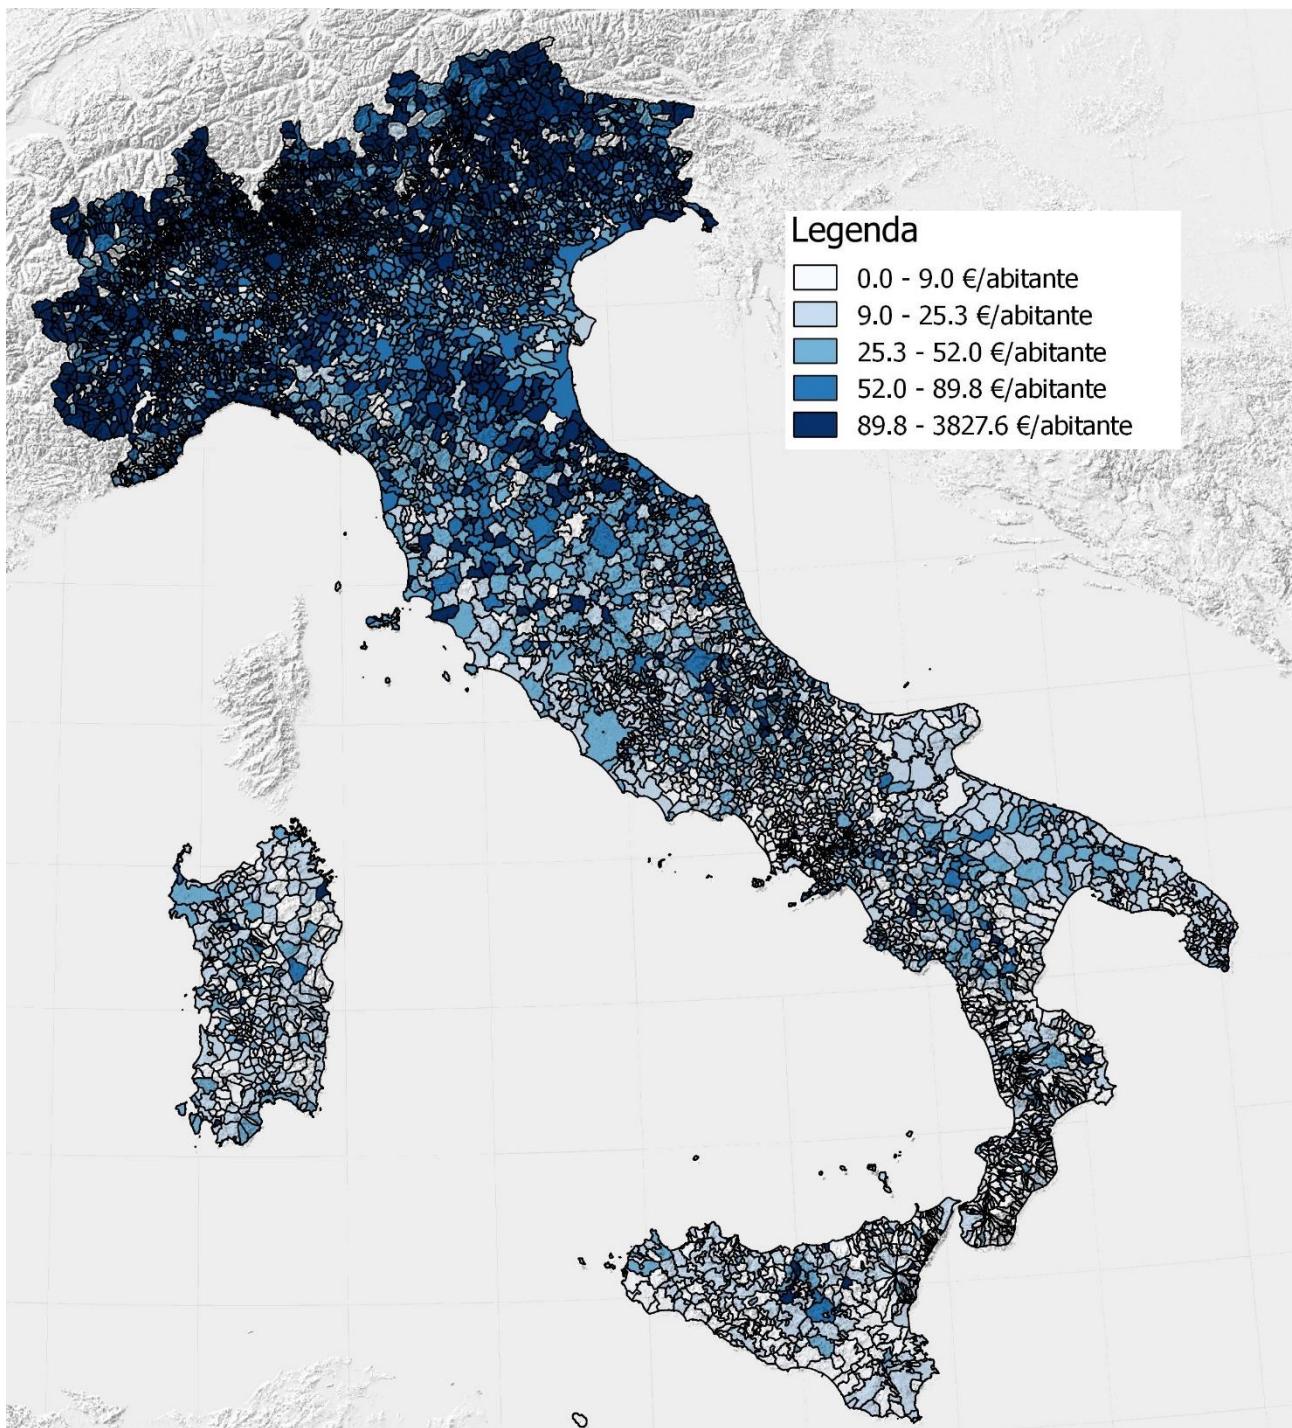 Legenda
0.0 - 9.0 €/abitante
9.0 - 25.3 €/abitante
25.3 - 52.0 €/abitante
52.0 - 89.8 €/abitante
89.8 - 3827.6 €/abitante